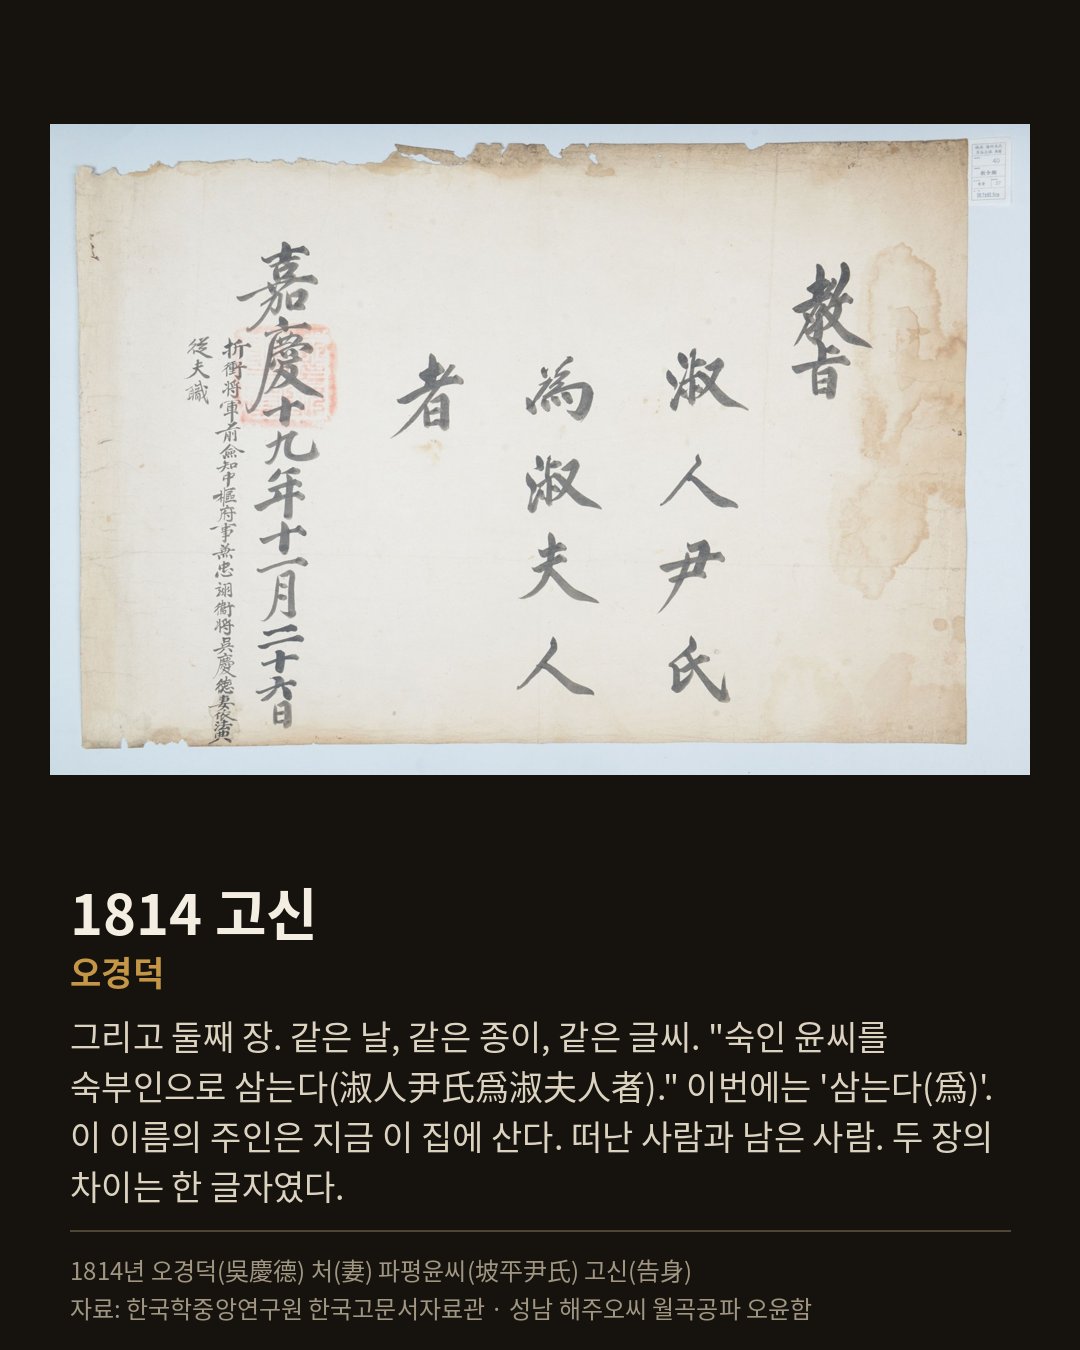 敎旨
淑人尹氏
為淑夫人
者
嘉慶十九年十一月二十六日
折衝將軍前僉知中樞府事兼忠翊衛將吳慶德妻依法典
從夫職
1814 고신
오경덕
그리고 둘째 장. 같은 날, 같은 종이, 같은 글씨. "숙인 윤씨를
숙부인으로 삼는다(淑人尹氏爲淑夫人者)." 이번에는 '삼는다(爲)'.
이 이름의 주인은 지금 이 집에 산다. 떠난 사람과 남은 사람. 두 장의
차이는 한 글자였다.
1814년 오경덕(吳慶德) 처(妻) 파평윤씨(坡平尹氏) 고신(告身)
자료: 한국학중앙연구원 한국고문서자료관 · 성남 해주오씨 월곡공파 오윤함